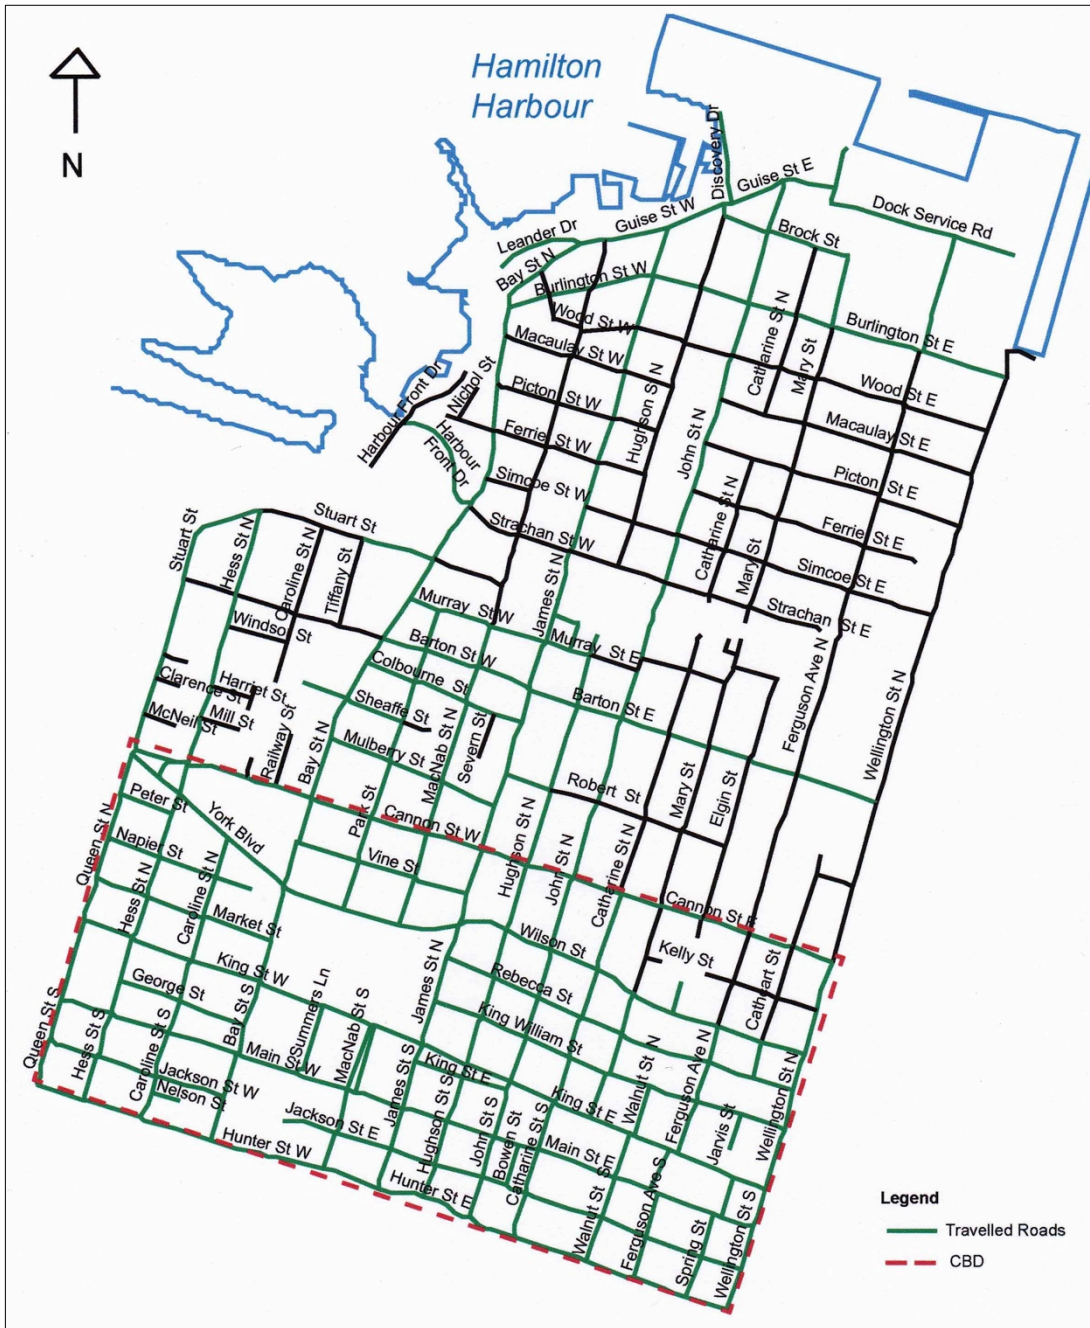 Hamilton
Harbour
N
Discovery Dr
Guise St E
Guise St W
Dock Service Rd
Leander Dr
Brock St
Bay St N
Burlington St W
Wood St W
Catharine St N
Mary St
Burlington St E
Macaulay St W
Harbour Front Dr
Nichol St
Picton St W
Hughson St N
Wood St E
Macaulay St E
Ferrie St W
Harbour
Front Dr
John St N
Picton St E
Simcoe St W
Catharine St N
Ferrie St E
Stuart St
Stuart St
Hess St N
Caroline St N
Tiffany St
Strachan St W
Mary St
Simcoe St E
James St N
Strachan St E
Murray St W
Windso St
Murray St E
Barton St W
Ferguson Ave N
Wellington St N
Colbourne St
Clarence St
Harriet St
Sheaffe St
Barton St E
McNeil St
Mill St
Railway St
Bay St N
Mulberry St
MacNab St N
Severn St
Robert St
Mary St
Elgin St
Peter St
York Blvd
Park St
Cannon St W
Queen St N
Napier St
Vine St
Hughson St N
John St N
Catharine St N
Hess St N
Caroline St N
Market St
Cannon St E
Wilson St
Kelly St
King St W
James St N
Rebecca St
Cathcart St
George St
Summers Ln
Queen St S
Hess St S
Caroline St S
Bay St S
MacNab St S
King William St
Main St W
King St E
Walnut St N
Ferguson Ave N
Wellington St N
Jackson St W
Nelson St
James St S
Hughson St S
King St E
Jarvis St
Jackson St E
John St S
Bowen St
Catharine St S
Main St E
Hunter St W
Hunter St E
Walnut St S
Ferguson Ave S
Spring St
Wellington St S
Legend
Travelled Roads
CBD